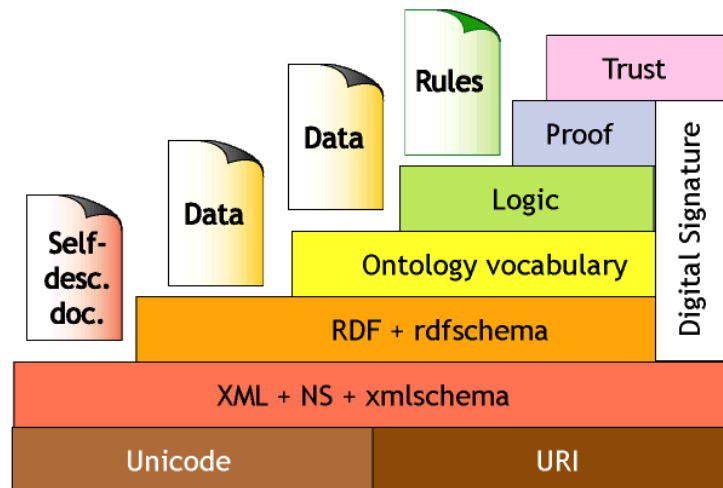 Rules
Trust
Data
Proof
Data
Logic
Self-
desc.
doc.
Ontology vocabulary
Digital Signature
RDF + rdfschema
XML + NS + xmlschema
Unicode
URI